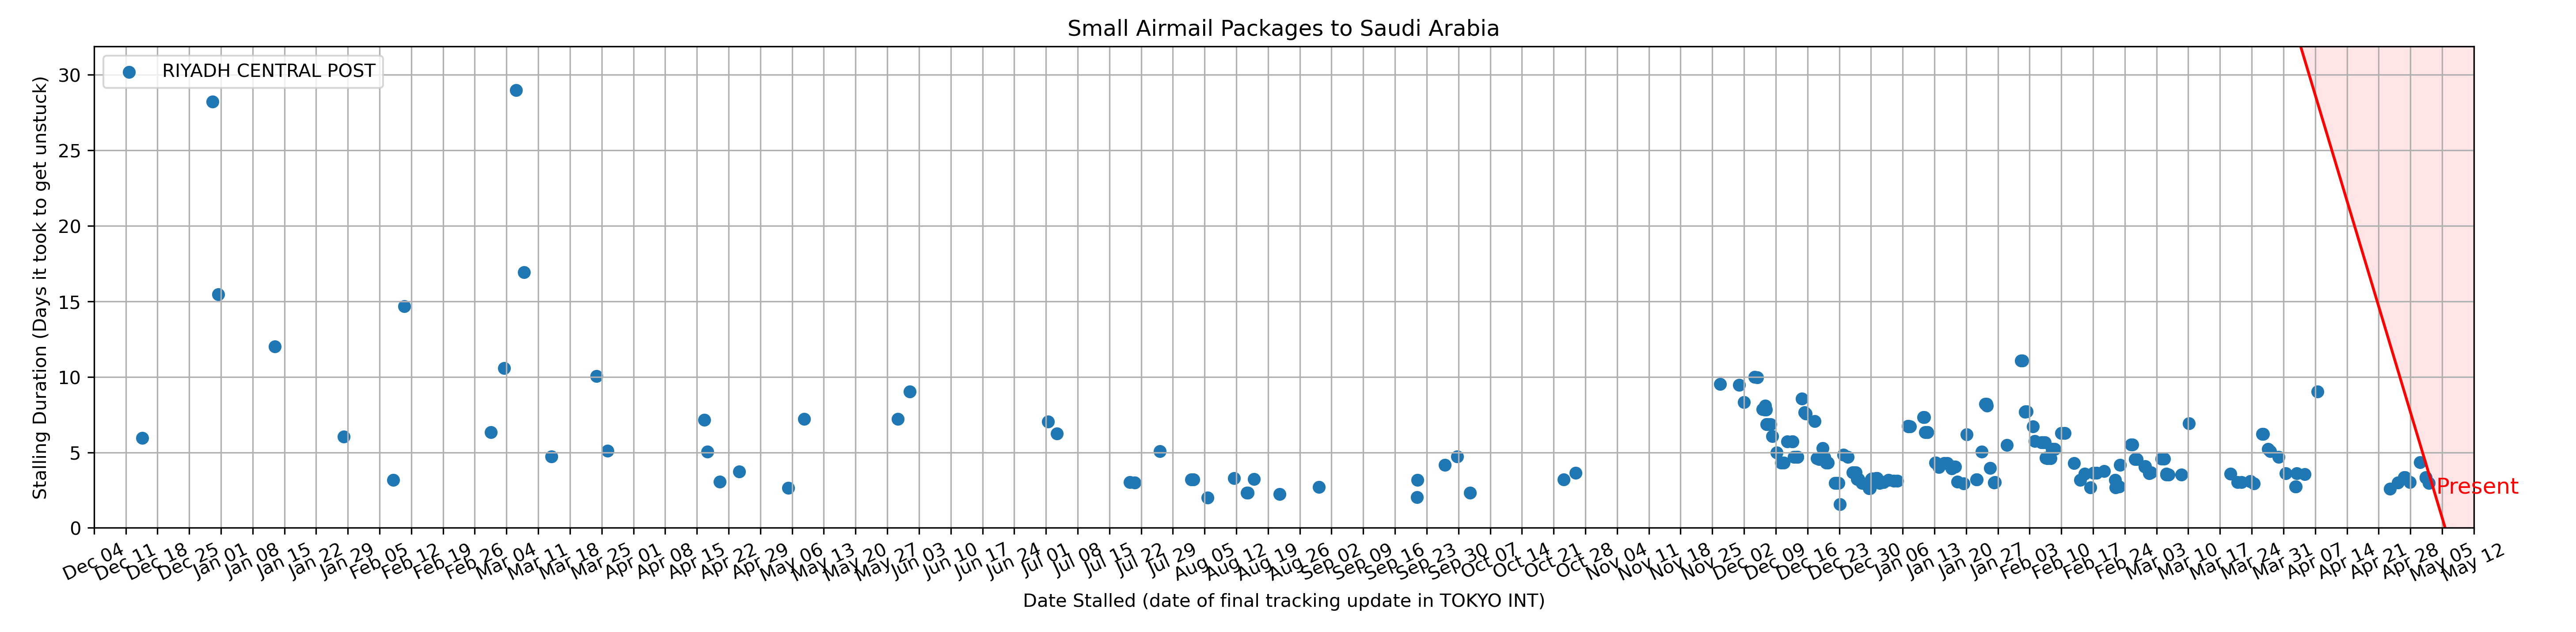 Small Airmail Packages to Saudi Arabia
RIYADH CENTRAL POST
Stalling Duration (Days it took to get unstuck)
30
25
20
15
10
5
0
Present
Dec 04 Dec 11 Dec 18 Dec 25 Jan 01 Jan 08 Jan 15 Jan 22 Jan 29 Feb 05 Feb 12 Feb 19 Feb 26 Mar 04 Mar 11 Mar 18 Mar 25 Apr 01 Apr 08 Apr 15 Apr 22 Apr 29 May 06 May 13 May 20 May 27 Jun 03 Jun 10 Jun 17 Jun 24 Jul 01 Jul 08 Jul 15 Jul 22 Jul 29 Aug 05 Aug 12 Aug 19 Aug 26 Sep 02 Sep 09 Sep 16 Sep 23 Sep 30 Oct 07 Oct 14 Oct 21 Oct 28 Nov 04 Nov 11 Nov 18 Nov 25 Dec 02 Dec 09 Dec 16 Dec 23 Dec 30 Jan 06 Jan 13 Jan 20 Jan 27 Feb 03 Feb 10 Feb 17 Feb 24 Mar 03 Mar 10 Mar 17 Mar 24 Mar 31 Apr 07 Apr 14 Apr 21 Apr 28 May 05 May 12
Date Stalled (date of final tracking update in TOKYO INT)